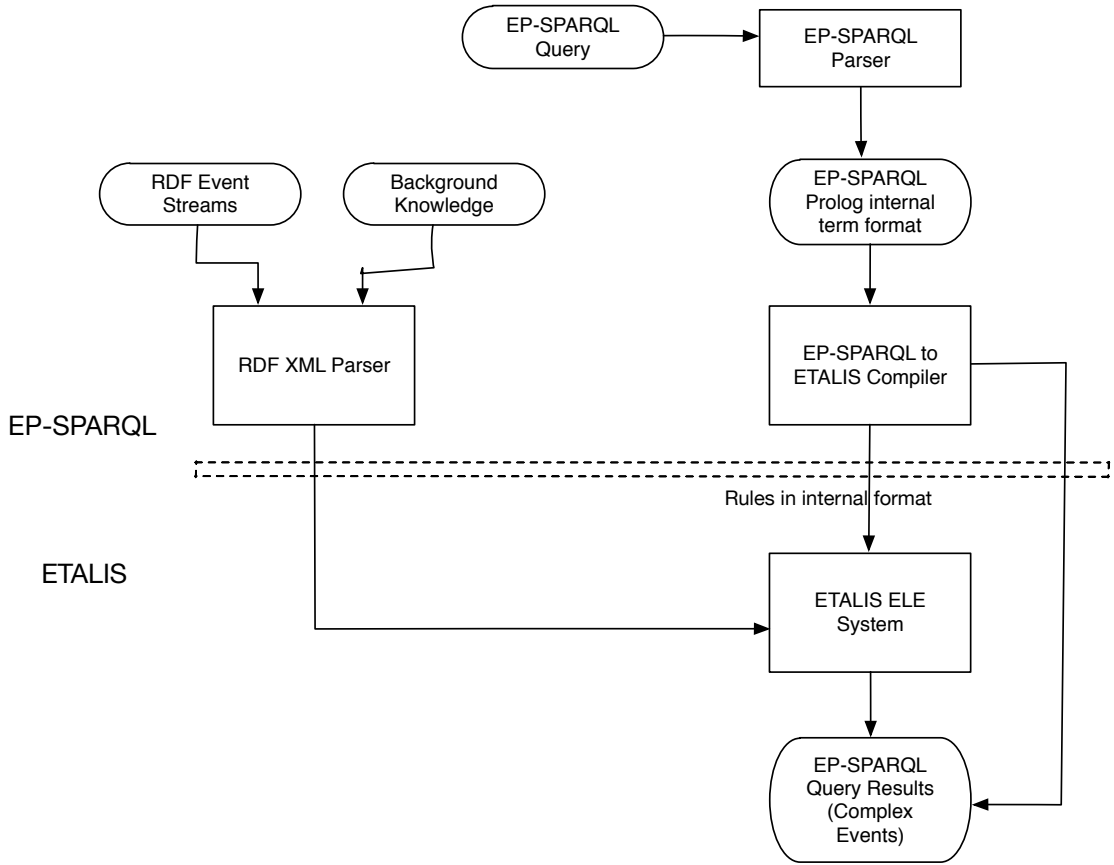 EP-SPARQL
Query
EP-SPARQL
Parser
RDF Event
Streams
Background
Knowledge
EP-SPARQL
Prolog internal
term format
RDF XML Parser
EP-SPARQL to
ETALIS Compiler
EP-SPARQL
Rules in internal format
ETALIS
ETALIS ELE
System
EP-SPARQL
Query Results
(Complex
Events)